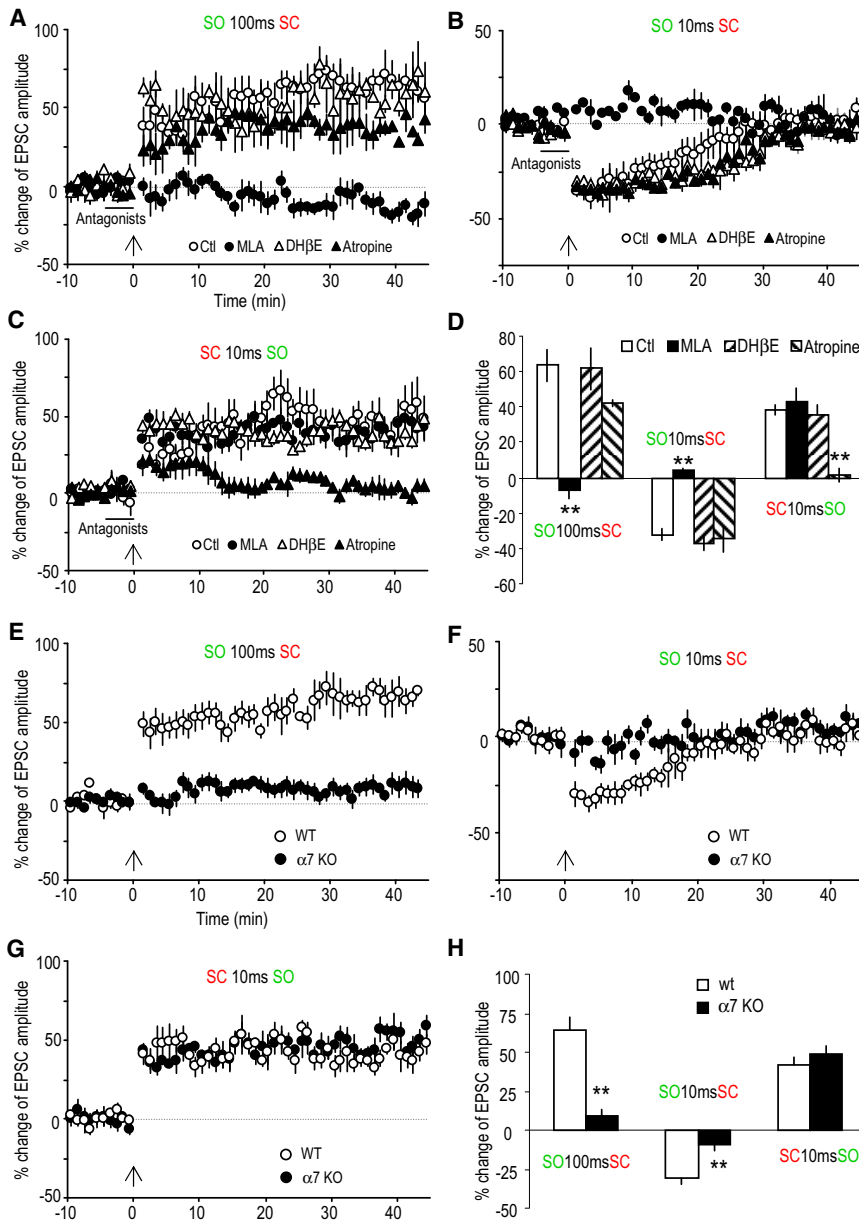 A
SO 100ms SC
% change of EPSC amplitude
100
50
0
-50
Antagonists
Ctl MLA DHβE Atropine
-10 0 10 20 30 40
Time (min)
B
SO 10ms SC
% change of EPSC amplitude
50
0
-50
Antagonists
Ctl MLA DHβE Atropine
-10 0 10 20 30 40
C
SC 10ms SO
% change of EPSC amplitude
100
50
0
-50
Antagonists
Ctl MLA DHβE Atropine
-10 0 10 20 30 40
D
Ctl MLA DHβE Atropine
% change of EPSC amplitude
80
60
40
20
0
-20
-40
-60
SO10msSC
**
**
**
SO100msSC
SC10msSO
E
SO 100ms SC
% change of EPSC amplitude
100
50
0
-50
WT
α7 KO
-10 0 10 20 30 40
Time (min)
F
SO 10ms SC
50
0
-50
WT
α7 KO
-10 0 10 20 30 40
G
SC 10ms SO
% change of EPSC amplitude
100
50
0
-50
WT
α7 KO
-10 0 10 20 30 40
H
wt
α7 KO
% change of EPSC amplitude
100
75
50
25
0
-25
-50
**
SO10msSC
SO100msSC
**
SC10msSO